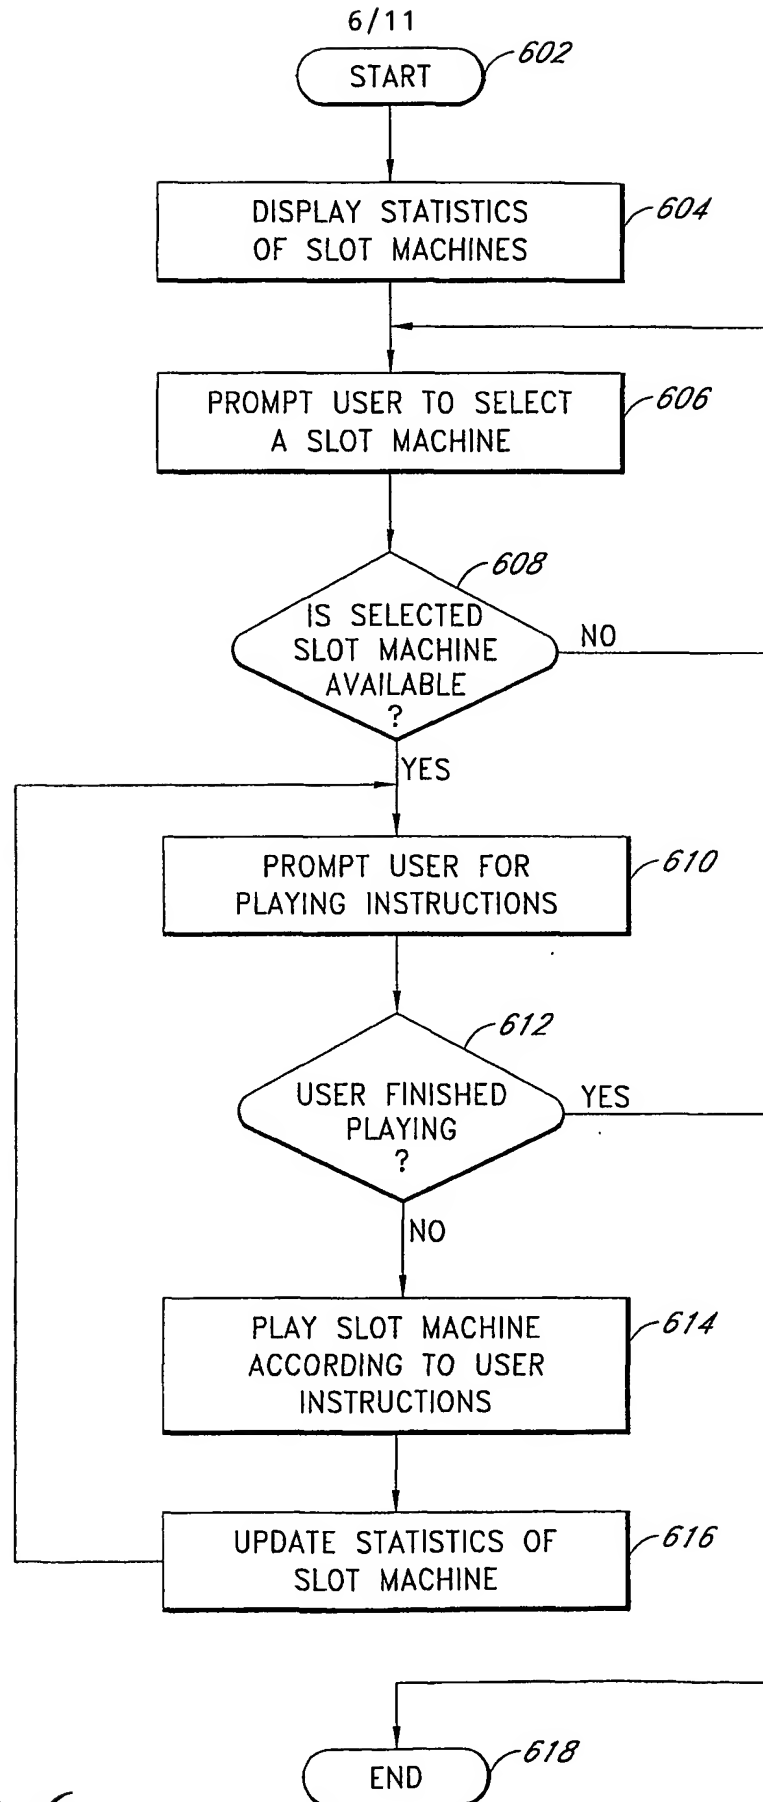 6/11
START
602
DISPLAY STATISTICS
OF SLOT MACHINES
604
PROMPT USER TO SELECT
A SLOT MACHINE
606
608
IS SELECTED
SLOT MACHINE
AVAILABLE
?
NO
YES
PROMPT USER FOR
PLAYING INSTRUCTIONS
610
612
USER FINISHED
PLAYING
?
YES
NO
PLAY SLOT MACHINE
ACCORDING TO USER
INSTRUCTIONS
614
UPDATE STATISTICS OF
SLOT MACHINE
616
END
618